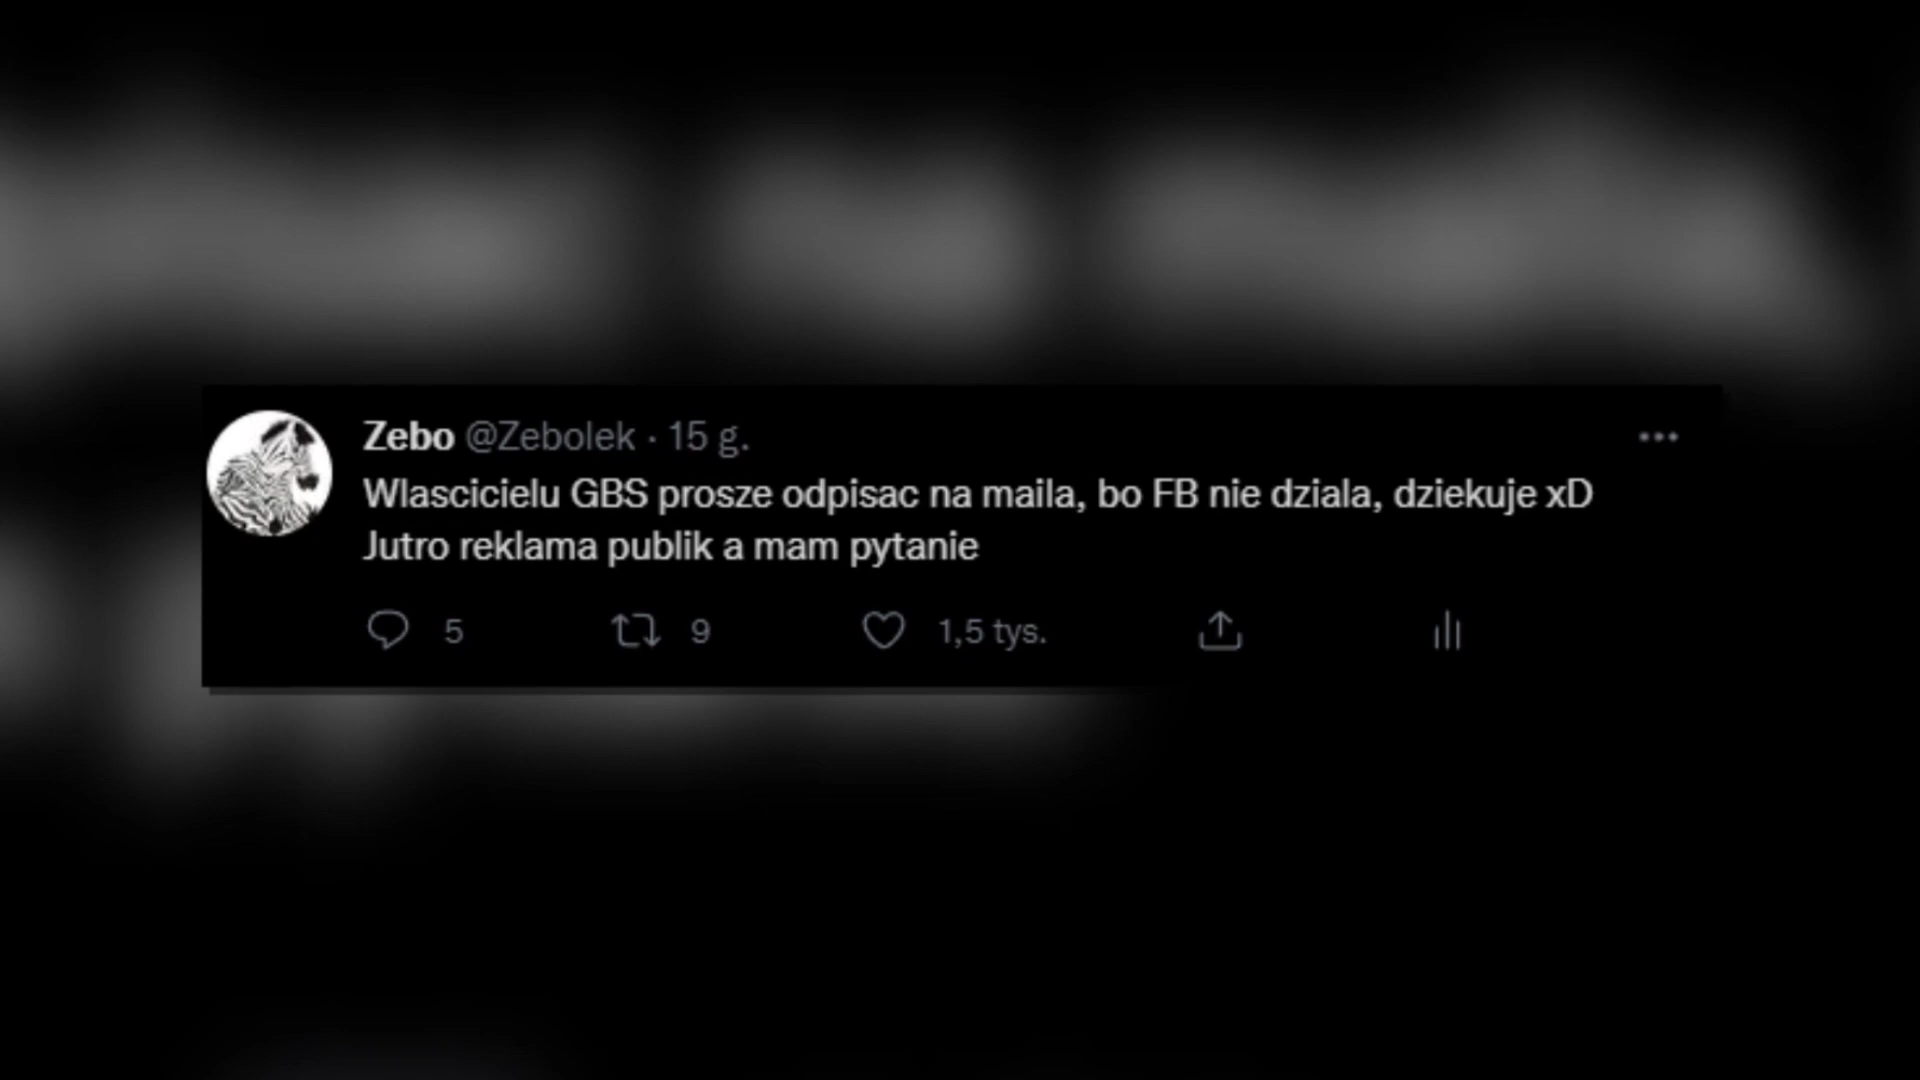 Zebo @Zebolek · 15 g.
Wlascicielu GBS prosze odpisac na maila, bo FB nie dziala, dziekuje xD
Jutro reklama publik a mam pytanie
5 9 1,5 tys.